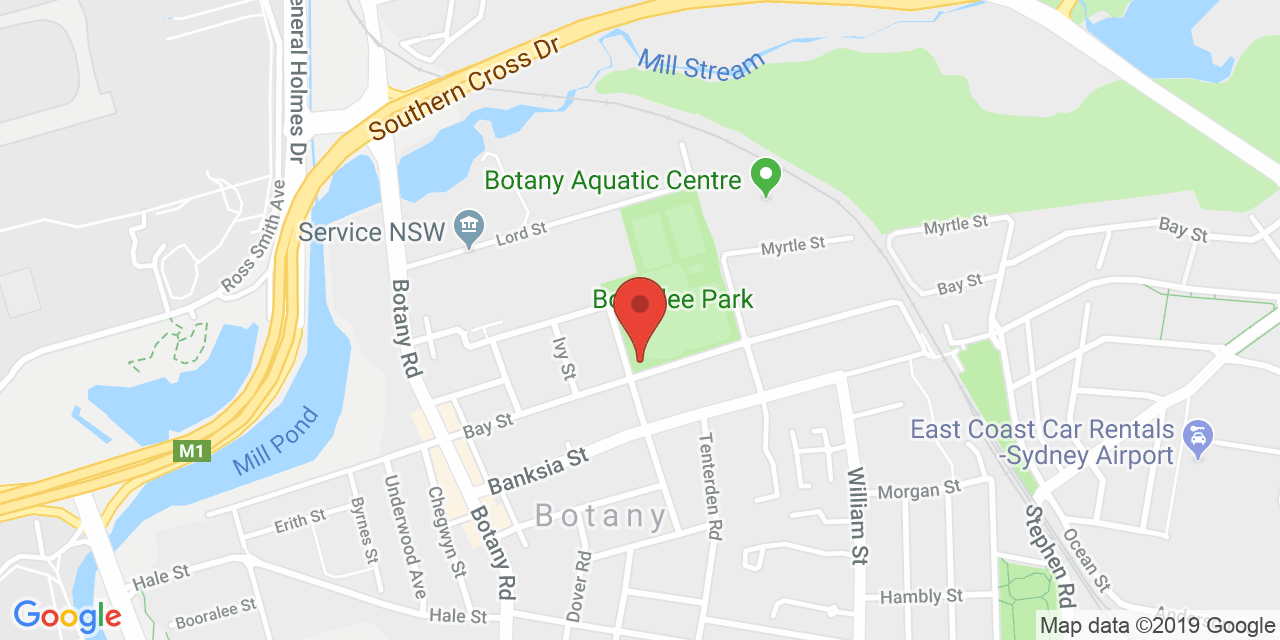 General Holmes Dr
Southern Cross Dr
Mill Stream
Botany Aquatic Centre
Ross Smith Ave
Service NSW
Lord St
Myrtle St
Myrtle St
Bay St
Bay St
Botany Rd
Park
Ivy St
Mill Pond
M1
Bay St
Banksia St
Tenterden Rd
East Coast Car Rentals
-Sydney Airport
William St
Morgan St
Erith St
Byrnes St
Underwood Ave
Chegwyn St
Botany Rd
Botany
Dover Rd
Stephen Rd
Ocean St
Hale St
Booralee St
Hale St
Hambly St
Google
Map data ©2019 Google